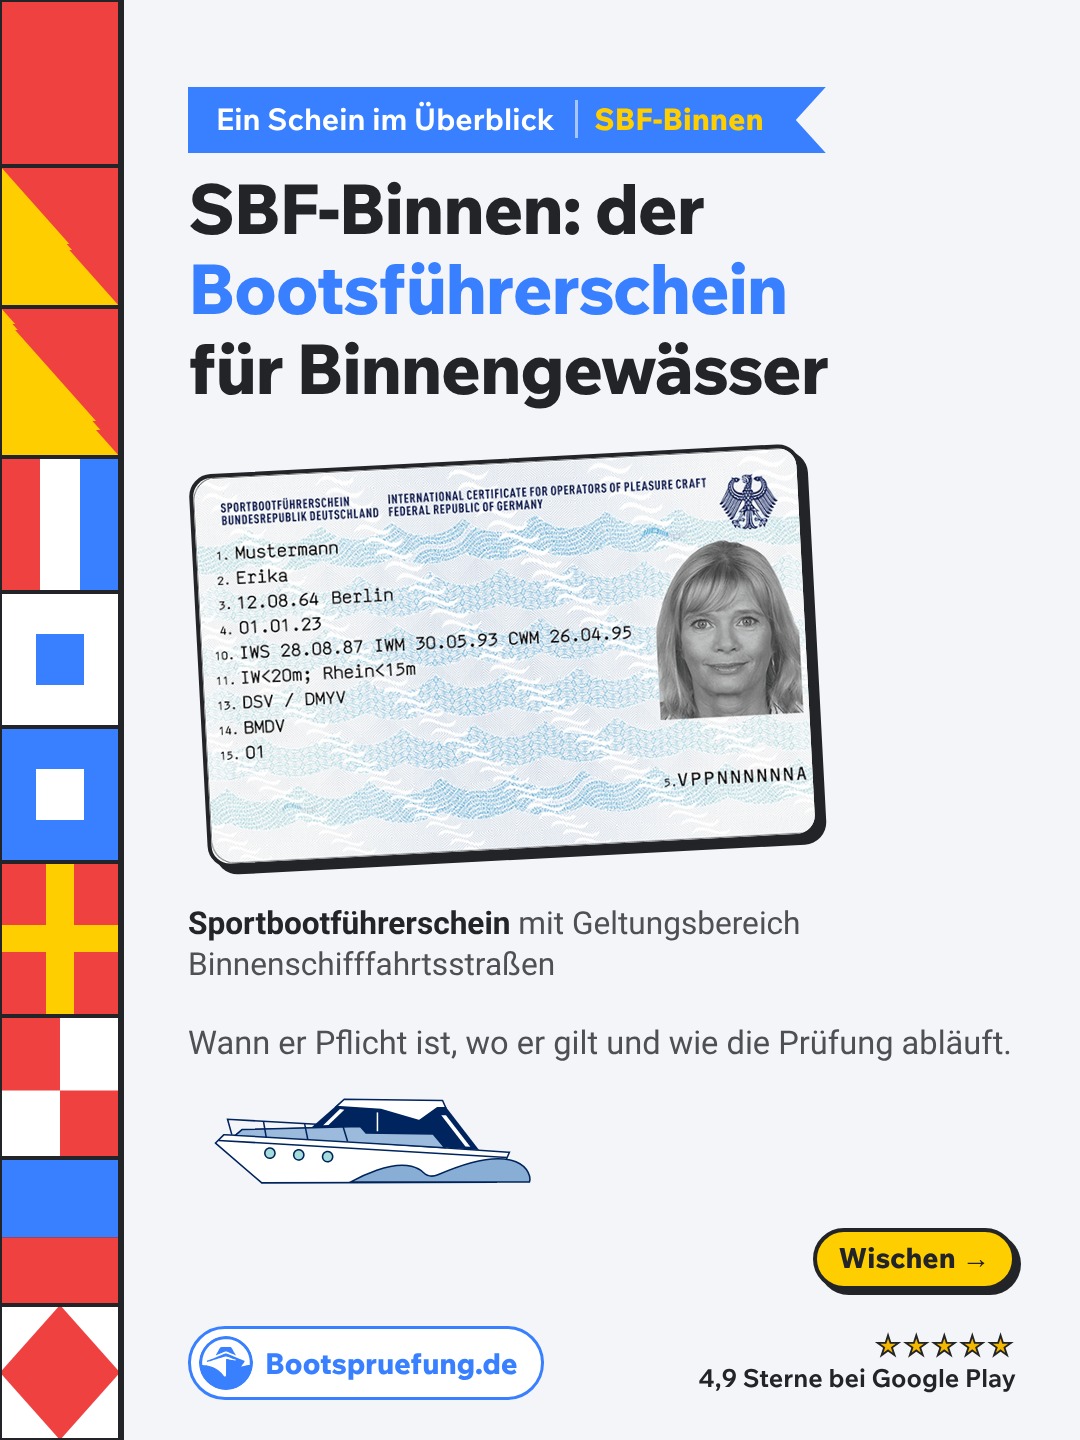 Ein Schein im Überblick | SBF-Binnen
SBF-Binnen: der
Bootsführerschein
für Binnengewässer
SPORTBOOTFÜHRERSCHEIN
BUNDESREPUBLIK DEUTSCHLAND
INTERNATIONAL CERTIFICATE FOR OPERATORS OF PLEASURE CRAFT
FEDERAL REPUBLIC OF GERMANY
1. Mustermann
2. Erika
3. 12.08.64 Berlin
4. 01.01.23
10. IWS 28.08.87 IWM 30.05.93 CWM 26.04.95
11. IW<20m; Rhein<15m
13. DSV / DMYV
14. BMDV
15. 01
5. VPPNNNNNNA
Sportbootführerschein mit Geltungsbereich
Binnenschifffahrtsstraßen
Wann er Pflicht ist, wo er gilt und wie die Prüfung abläuft.
Wischen →
Bootspruefung.de
★★★★★
4,9 Sterne bei Google Play